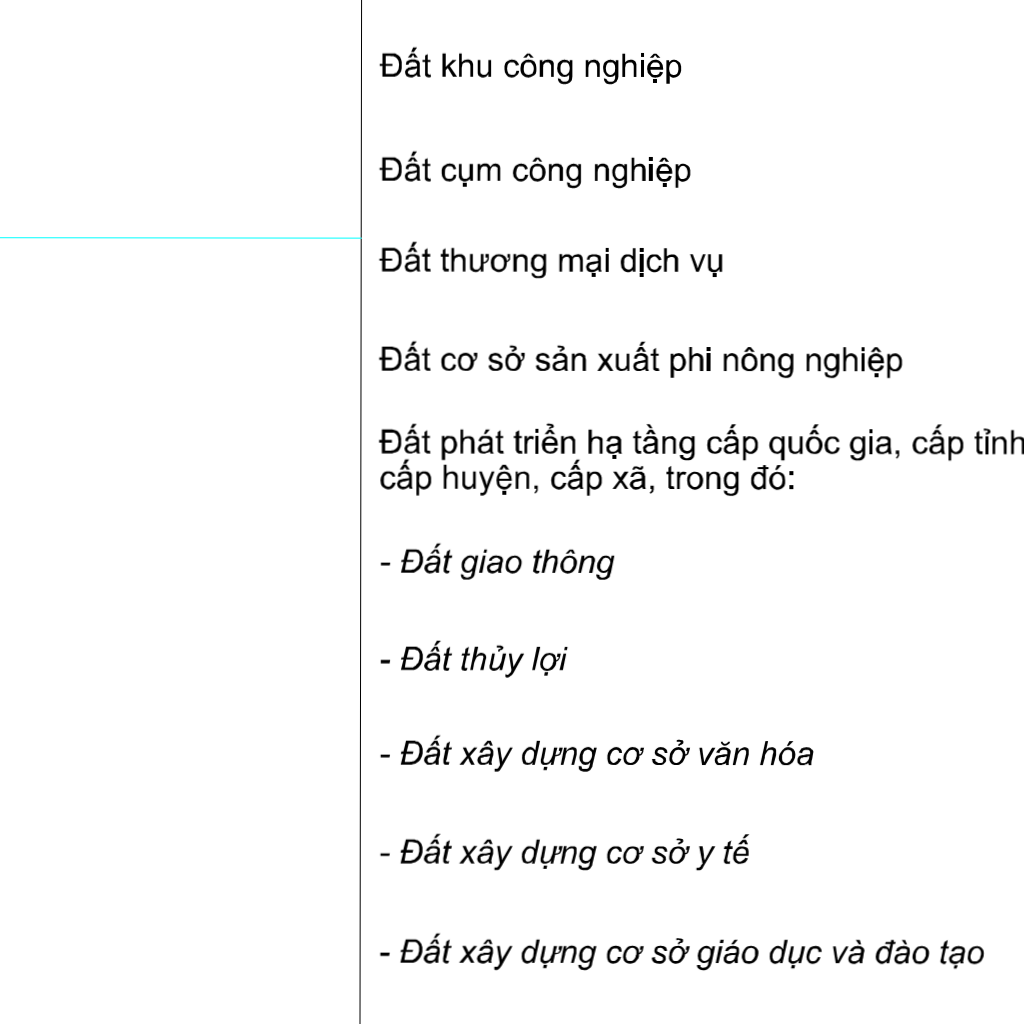 Đất khu công nghiệp
Đất cụm công nghiệp
Đất thương mại dịch vụ
Đất cơ sở sản xuất phi nông nghiệp
Đất phát triển hạ tầng cấp quốc gia, cấp tỉnh
cấp huyện, cấp xã, trong đó:
- Đất giao thông
- Đất thủy lợi
- Đất xây dựng cơ sở văn hóa
- Đất xây dựng cơ sở y tế
- Đất xây dựng cơ sở giáo dục và đào tạo